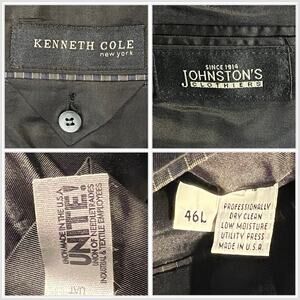 KENNETH COLE
new york
SINCE 1914
JOHNSTON'S
CLOTHIERS
UNION MADE IN THE U.S.A.
UNITE!
UNION OF NEEDLETRADES
INDUSTRIAL & TEXTILE EMPLOYEES
46L
PROFESSIONALLY
DRY CLEAN
LOW MOISTURE
UTILITY PRESS
MADE IN U.S.A.